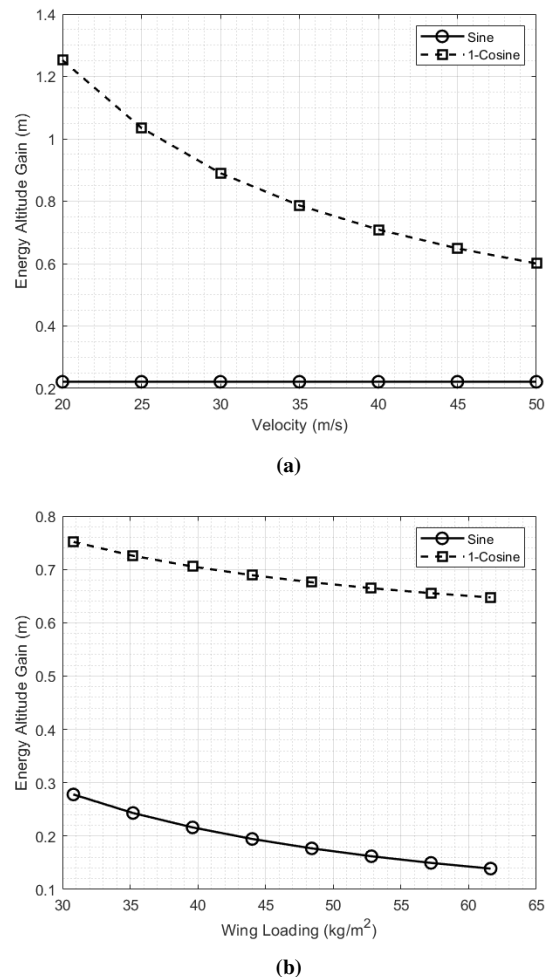 1.4
1.2
1
0.8
0.6
0.4
0.2
Energy Altitude Gain (m)
Sine
1-Cosine
20 25 30 35 40 45 50
Velocity (m/s)
(a)
0.8
0.7
0.6
0.5
0.4
0.3
0.2
0.1
Energy Altitude Gain (m)
Sine
1-Cosine
30 35 40 45 50 55 60 65
Wing Loading (kg/m²)
(b)